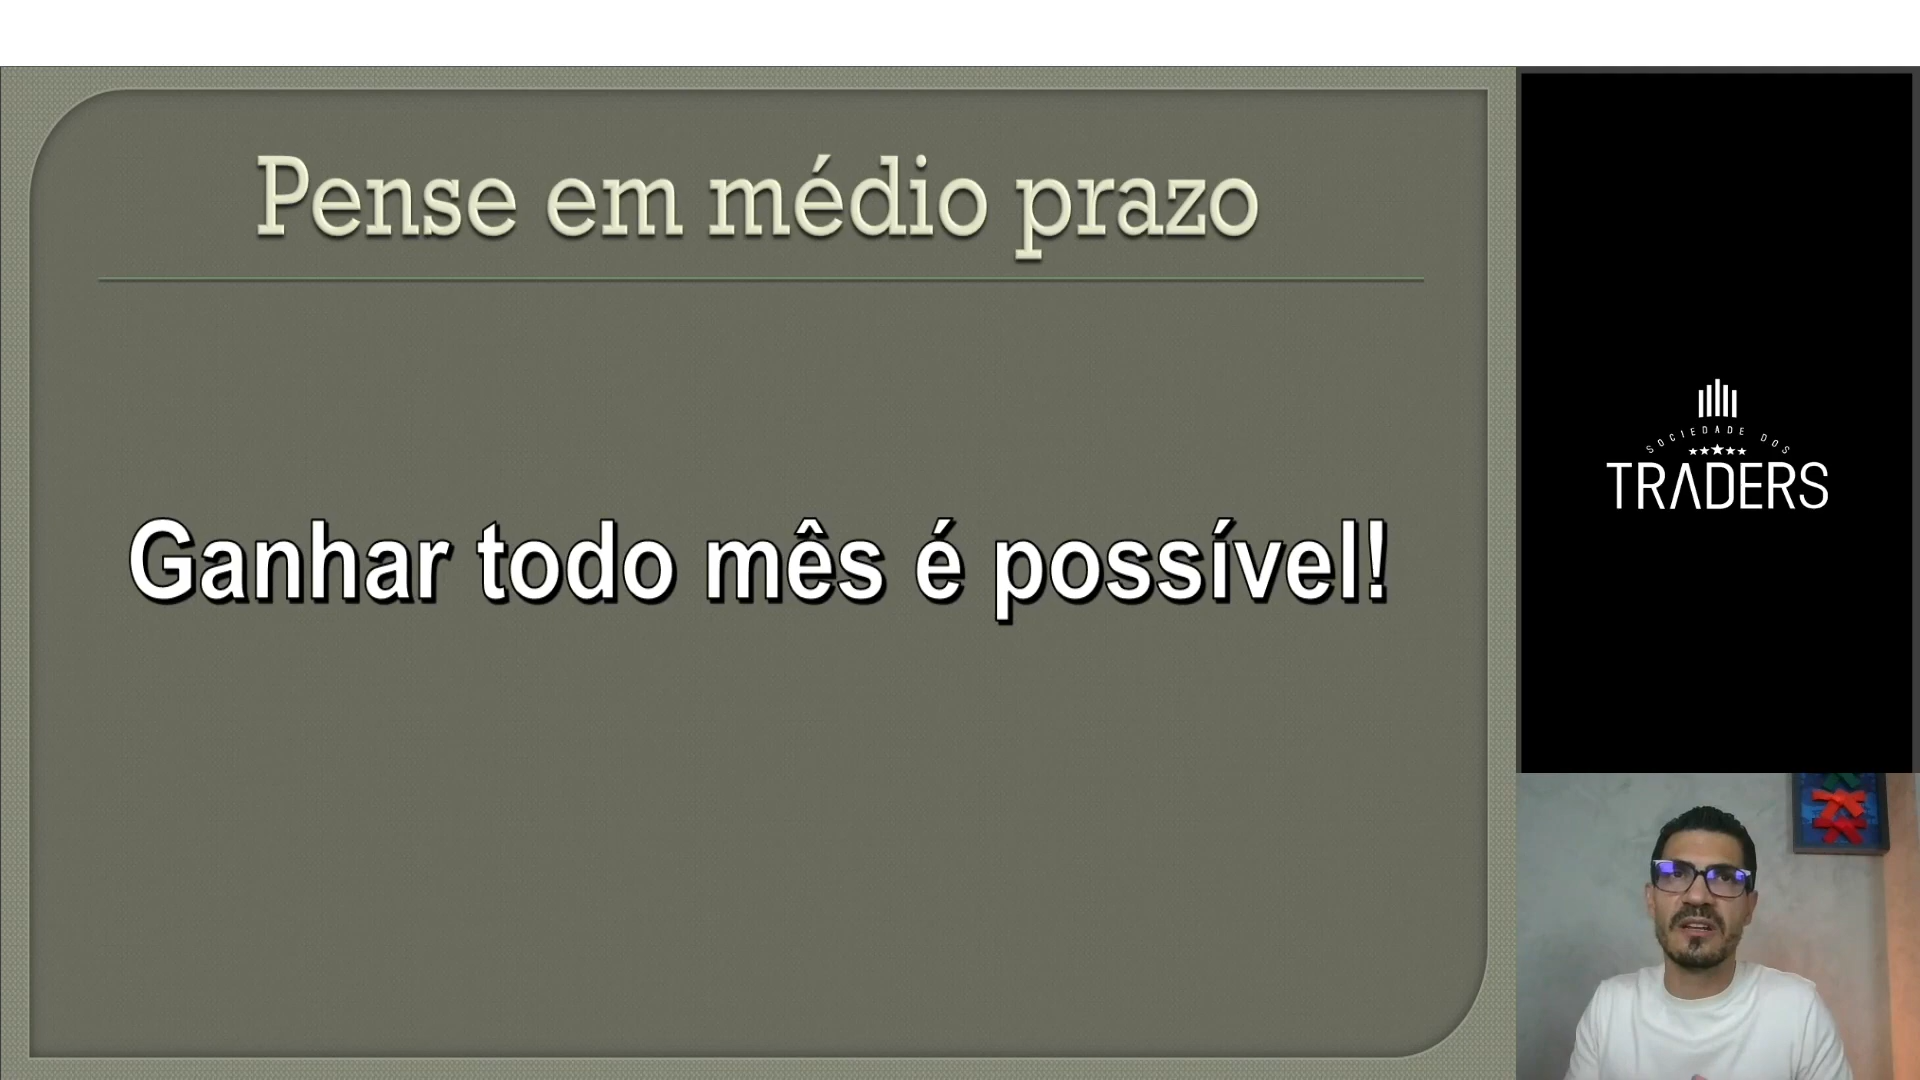 Pense em médio prazo
Ganhar todo mês é possível!
SOCIEDADE DOS
TRADERS